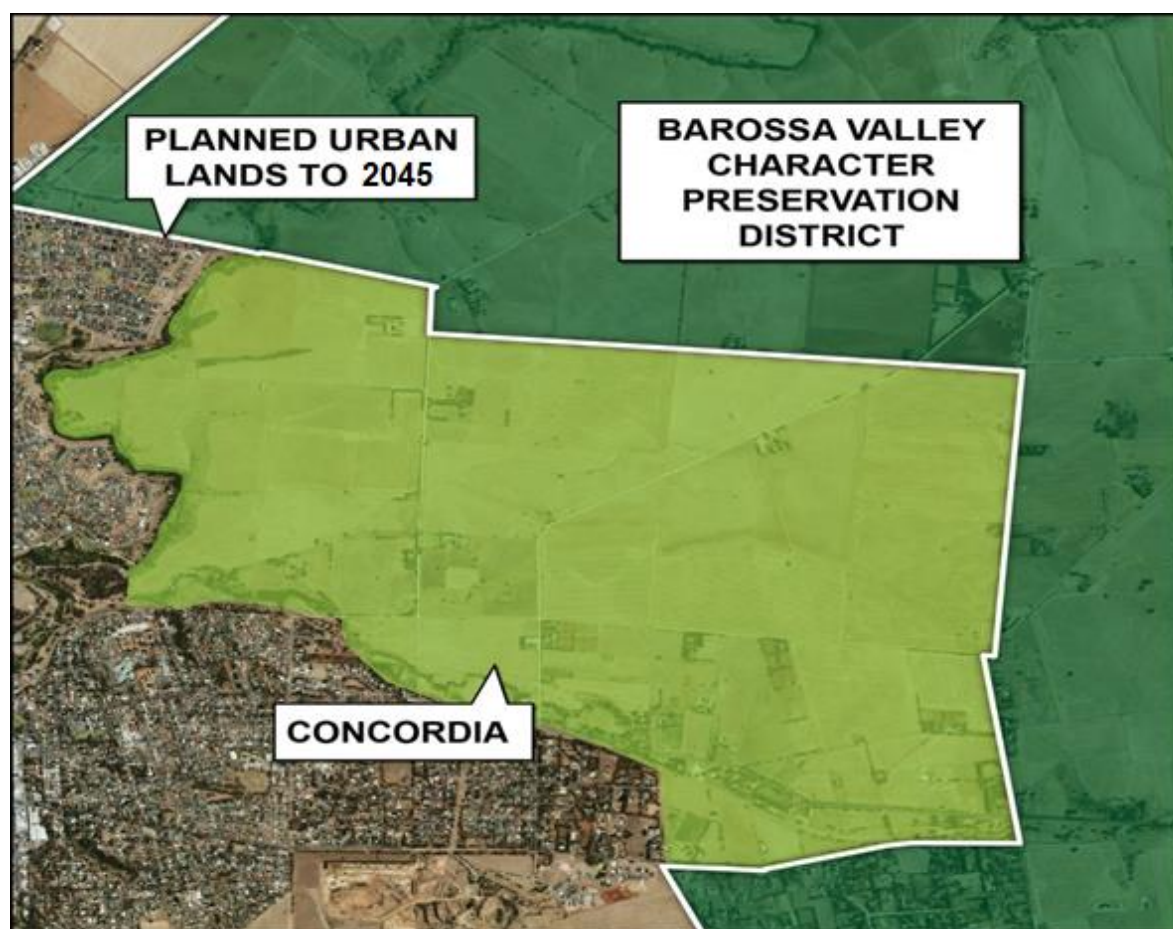 PLANNED URBAN
LANDS TO 2045
BAROSSA VALLEY
CHARACTER
PRESERVATION
DISTRICT
CONCORDIA